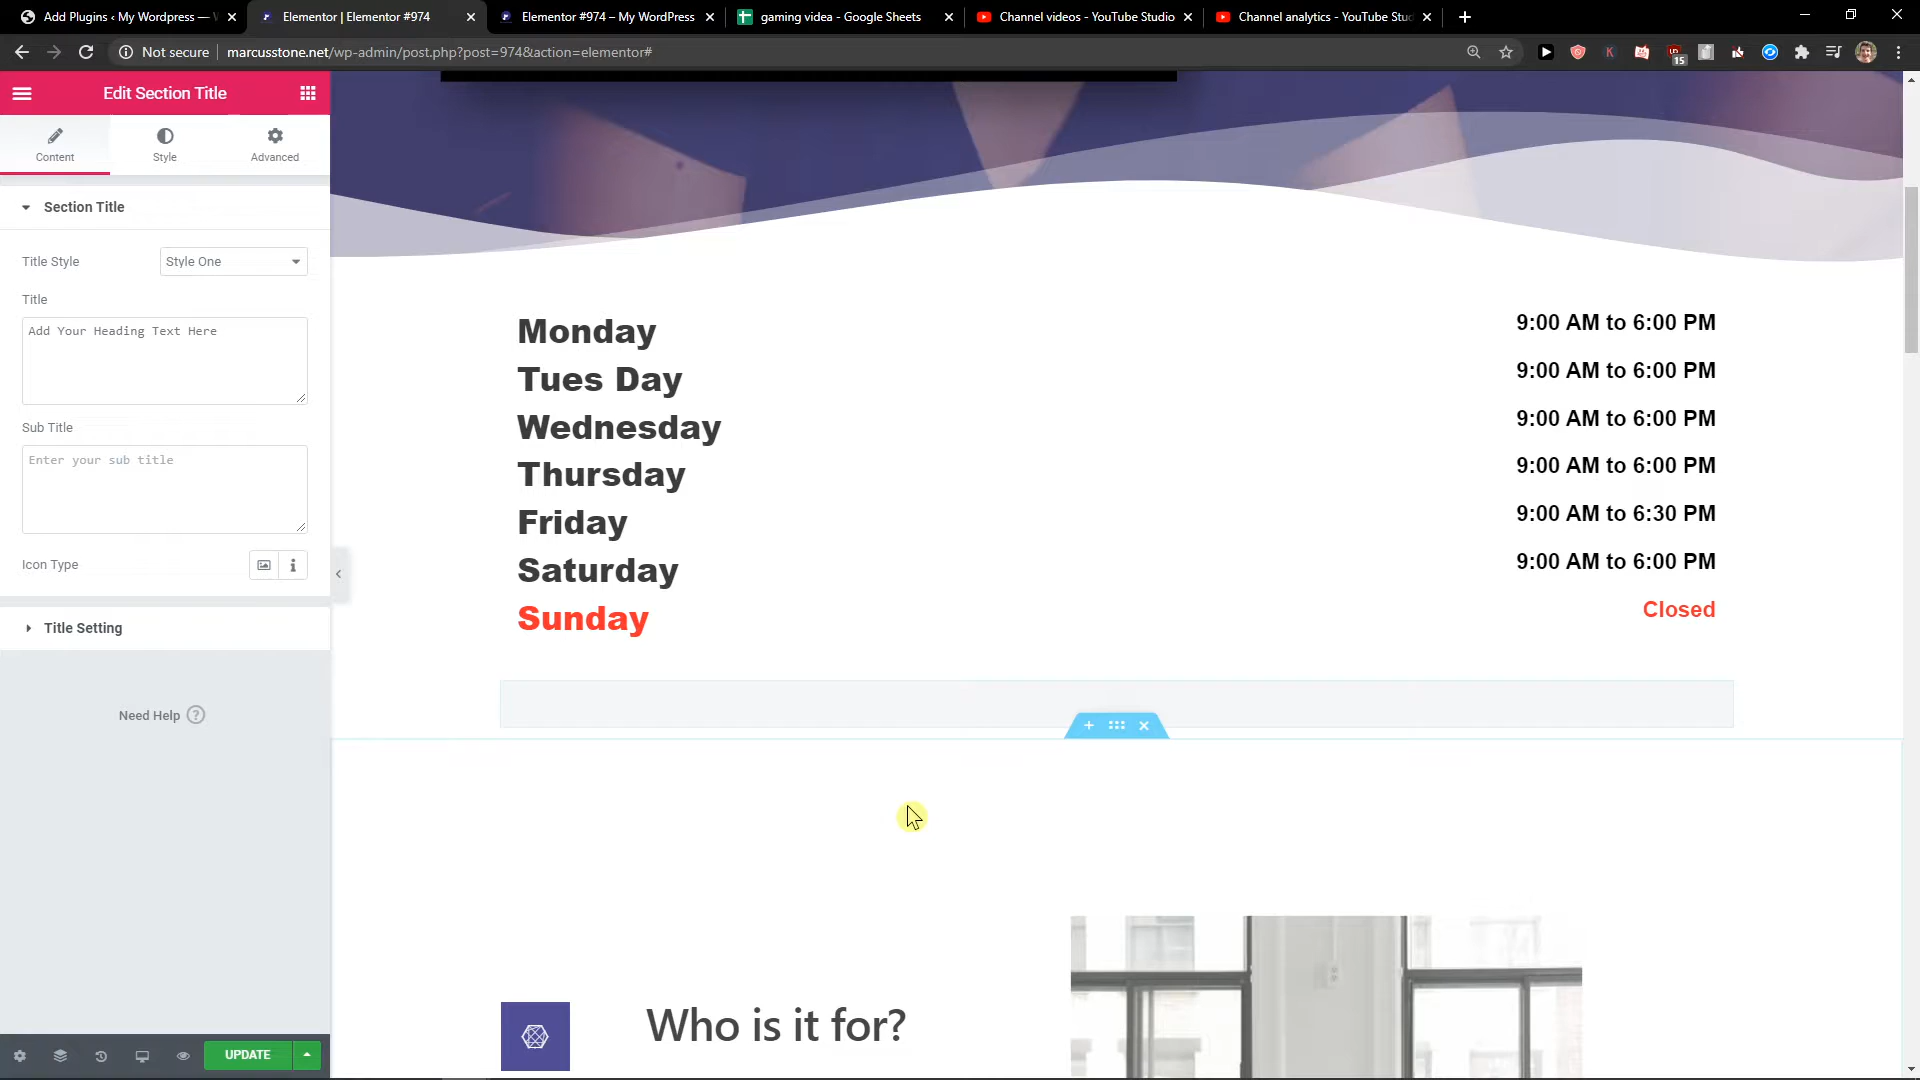 Add Plugins ‹ My Wordpress — W
Elementor | Elementor #974
Elementor #974 – My WordPress
gaming videa - Google Sheets
Channel videos - YouTube Studio
Channel analytics - YouTube Stud
Not secure
marcusstone.net/wp-admin/post.php?post=974&action=elementor#
15
Edit Section Title
Content
Style
Advanced
Section Title
Title Style
Style One
Title
Add Your Heading Text Here
Sub Title
Enter your sub title
Icon Type
Title Setting
Need Help ?
UPDATE
Monday 9:00 AM to 6:00 PM
Tues Day 9:00 AM to 6:00 PM
Wednesday 9:00 AM to 6:00 PM
Thursday 9:00 AM to 6:00 PM
Friday 9:00 AM to 6:30 PM
Saturday 9:00 AM to 6:00 PM
Sunday Closed
Who is it for?